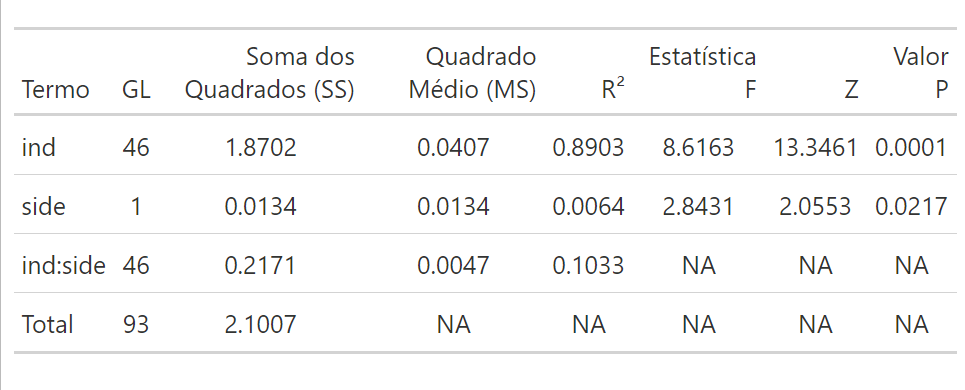 Soma dos Quadrado Estatística Valor
Termo GL Quadrados (SS) Médio (MS) R² F Z P
ind 46 1.8702 0.0407 0.8903 8.6163 13.3461 0.0001
side 1 0.0134 0.0134 0.0064 2.8431 2.0553 0.0217
ind:side 46 0.2171 0.0047 0.1033 NA NA NA
Total 93 2.1007 NA NA NA NA NA